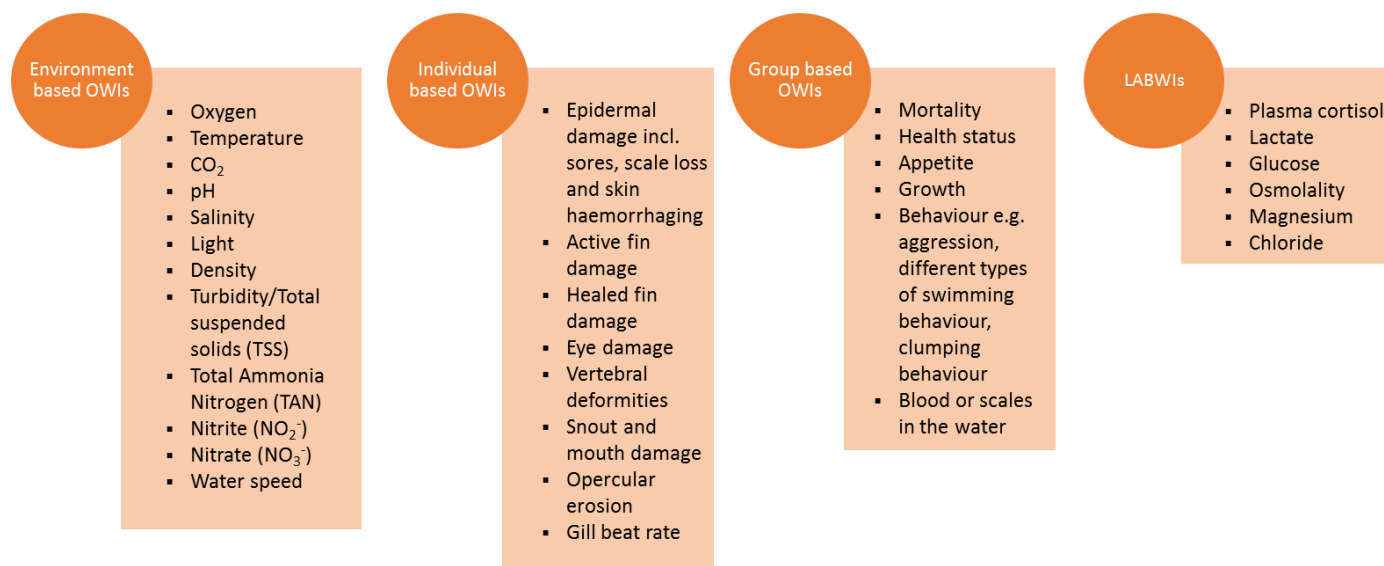 Environment
based OWIs
▪ Oxygen
▪ Temperature
▪ CO₂
▪ pH
▪ Salinity
▪ Light
▪ Density
▪ Turbidity/Total
suspended
solids (TSS)
▪ Total Ammonia
Nitrogen (TAN)
▪ Nitrite (NO₂⁻)
▪ Nitrate (NO₃⁻)
▪ Water speed
Individual
based OWIs
▪ Epidermal
damage incl.
sores, scale loss
and skin
haemorrhaging
▪ Active fin
damage
▪ Healed fin
damage
▪ Eye damage
▪ Vertebral
deformities
▪ Snout and
mouth damage
▪ Opercular
erosion
▪ Gill beat rate
Group based
OWIs
▪ Mortality
▪ Health status
▪ Appetite
▪ Growth
▪ Behaviour e.g.
aggression,
different types
of swimming
behaviour,
clumping
behaviour
▪ Blood or scales
in the water
LABWIs
▪ Plasma cortisol
▪ Lactate
▪ Glucose
▪ Osmolality
▪ Magnesium
▪ Chloride